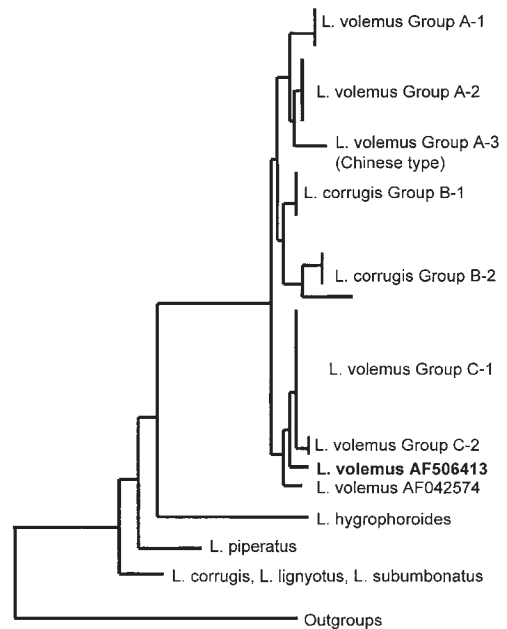 L. volemus Group A-1
L. volemus Group A-2
L. volemus Group A-3
(Chinese type)
L. corrugis Group B-1
L. corrugis Group B-2
L. volemus Group C-1
L. volemus Group C-2
L. volemus AF506413
L. volemus AF042574
L. hygrophoroides
L. piperatus
L. corrugis, L. lignyotus, L. subumbonatus
Outgroups